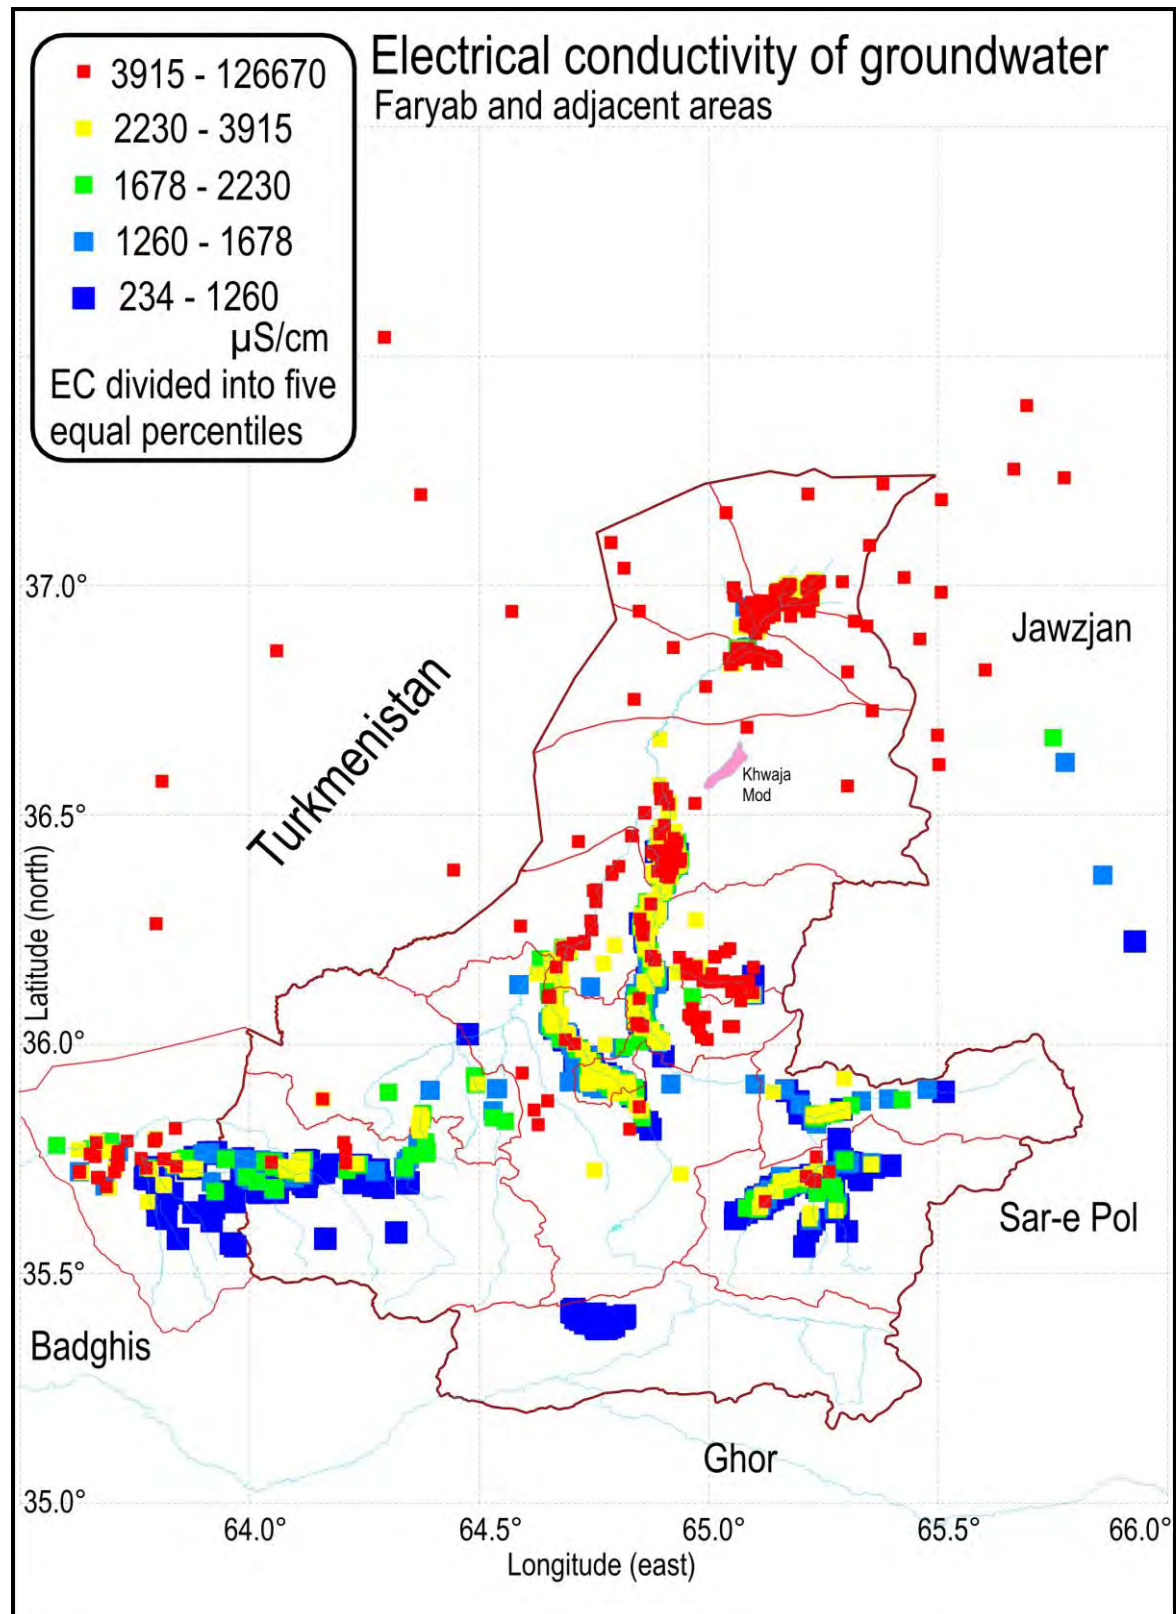 Electrical conductivity of groundwater
Faryab and adjacent areas
3915 - 126670
2230 - 3915
1678 - 2230
1260 - 1678
234 - 1260
µS/cm
EC divided into five
equal percentiles
37.0°
Jawzjan
Turkmenistan
Khwaja
Mod
36.5°
Latitude (north)
36.0°
Sar-e Pol
35.5°
Badghis
Ghor
35.0°
64.0°
64.5°
65.0°
65.5°
66.0°
Longitude (east)